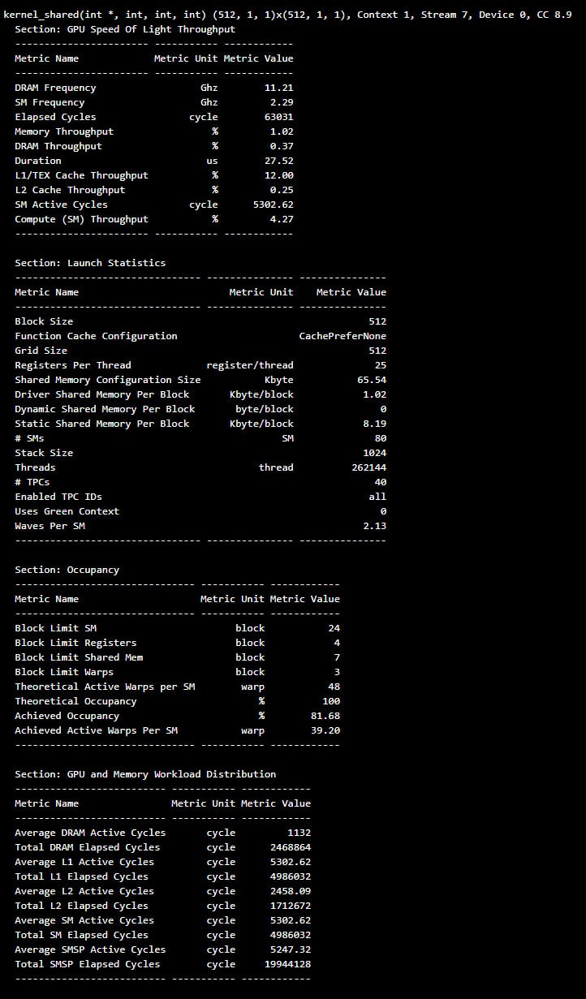 kernel_shared(int *, int, int, int) (512, 1, 1)x(512, 1, 1), Context 1, Stream 7, Device 0, CC 8.9
  Section: GPU Speed Of Light Throughput
  ----------------------- ----------- ------------
  Metric Name             Metric Unit Metric Value
  ----------------------- ----------- ------------
  DRAM Frequency                  Ghz        11.21
  SM Frequency                    Ghz         2.29
  Elapsed Cycles                cycle        63031
  Memory Throughput                 %         1.02
  DRAM Throughput                   %         0.37
  Duration                         us        27.52
  L1/TEX Cache Throughput           %        12.00
  L2 Cache Throughput               %         0.25
  SM Active Cycles              cycle      5302.62
  Compute (SM) Throughput           %         4.27
  ----------------------- ----------- ------------
  Section: Launch Statistics
  -------------------------------- --------------- ---------------
  Metric Name                          Metric Unit    Metric Value
  -------------------------------- --------------- ---------------
  Block Size                                                   512
  Function Cache Configuration                     CachePreferNone
  Grid Size                                                    512
  Registers Per Thread             register/thread              25
  Shared Memory Configuration Size           Kbyte           65.54
  Driver Shared Memory Per Block       Kbyte/block            1.02
  Dynamic Shared Memory Per Block       byte/block               0
  Static Shared Memory Per Block       Kbyte/block            8.19
  # SMs                                         SM              80
  Stack Size                                                  1024
  Threads                                   thread          262144
  # TPCs                                                        40
  Enabled TPC IDs                                              all
  Uses Green Context                                             0
  Waves Per SM                                                2.13
  -------------------------------- --------------- ---------------
  Section: Occupancy
  ------------------------------- ----------- ------------
  Metric Name                     Metric Unit Metric Value
  ------------------------------- ----------- ------------
  Block Limit SM                        block           24
  Block Limit Registers                 block            4
  Block Limit Shared Mem                block            7
  Block Limit Warps                     block            3
  Theoretical Active Warps per SM        warp           48
  Theoretical Occupancy                     %          100
  Achieved Occupancy                        %        81.68
  Achieved Active Warps Per SM           warp        39.20
  ------------------------------- ----------- ------------
  Section: GPU and Memory Workload Distribution
  -------------------------- ----------- ------------
  Metric Name                Metric Unit Metric Value
  -------------------------- ----------- ------------
  Average DRAM Active Cycles       cycle         1132
  Total DRAM Elapsed Cycles        cycle      2468864
  Average L1 Active Cycles         cycle      5302.62
  Total L1 Elapsed Cycles          cycle      4986032
  Average L2 Active Cycles         cycle      2458.09
  Total L2 Elapsed Cycles          cycle      1712672
  Average SM Active Cycles         cycle      5302.62
  Total SM Elapsed Cycles          cycle      4986032
  Average SMSP Active Cycles       cycle      5247.32
  Total SMSP Elapsed Cycles        cycle     19944128
  -------------------------- ----------- ------------